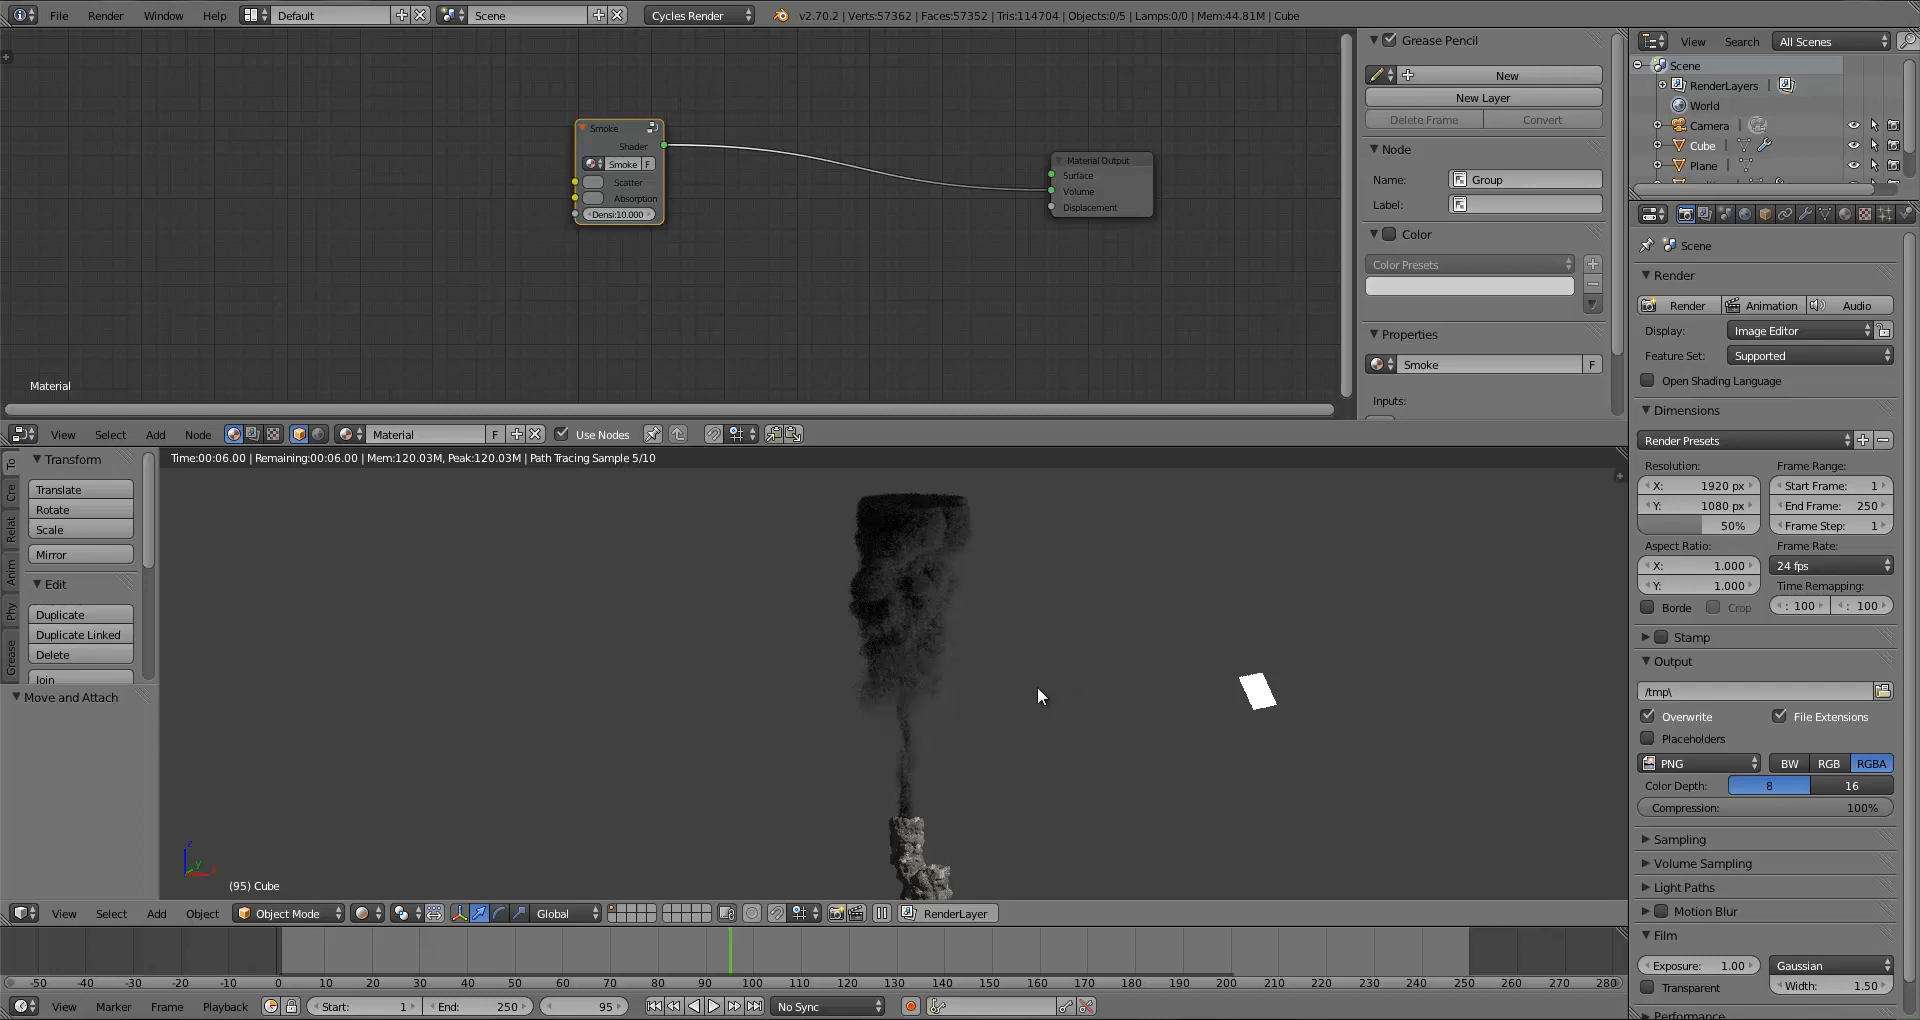 File Render Window Help Default Scene Cycles Render v2.70.2 | Verts:57362 | Faces:57352 | Tris:114704 | Objects:0/5 | Lamps:0/0 | Mem:44.81M | Cube
Smoke
Shader
Smoke F
Scatter
Absorption
Densi:10.000
Material Output
Surface
Volume
Displacement
Material
Grease Pencil
New
New Layer
Delete Frame Convert
Node
Name: Group
Label:
Color
Color Presets
Properties
Smoke F
Inputs:
View Search All Scenes
Scene
RenderLayers |
World
Camera |
Cube |
Plane |
Scene
Render
Render Animation Audio
Display: Image Editor
Feature Set: Supported
Open Shading Language
Dimensions
Render Presets
Resolution: Frame Range:
X: 1920 px Start Frame: 1
Y: 1080 px End Frame: 250
50% Frame Step: 1
Aspect Ratio: Frame Rate:
X: 1.000 24 fps
Y: 1.000 Time Remapping:
Borde Crop : 100 : 100
Stamp
Output
/tmp\
Overwrite File Extensions
Placeholders
PNG BW RGB RGBA
Color Depth: 8 16
Compression: 100%
Sampling
Volume Sampling
Light Paths
Motion Blur
Film
Exposure: 1.00 Gaussian
Transparent Width: 1.50
Performance
View Select Add Node Material F Use Nodes
Time:00:06.00 | Remaining:00:06.00 | Mem:120.03M, Peak:120.03M | Path Tracing Sample 5/10
To
Cre
Relat
Anim
Phy
Grease
Transform
Translate
Rotate
Scale
Mirror
Edit
Duplicate
Duplicate Linked
Delete
Join
Move and Attach
z
y
x
(95) Cube
View Select Add Object Object Mode Global RenderLayer
-50 -40 -30 -20 -10 0 10 20 30 40 50 60 70 80 90 100 110 120 130 140 150 160 170 180 190 200 210 220 230 240 250 260 270 280
View Marker Frame Playback Start: 1 End: 250 95 No Sync